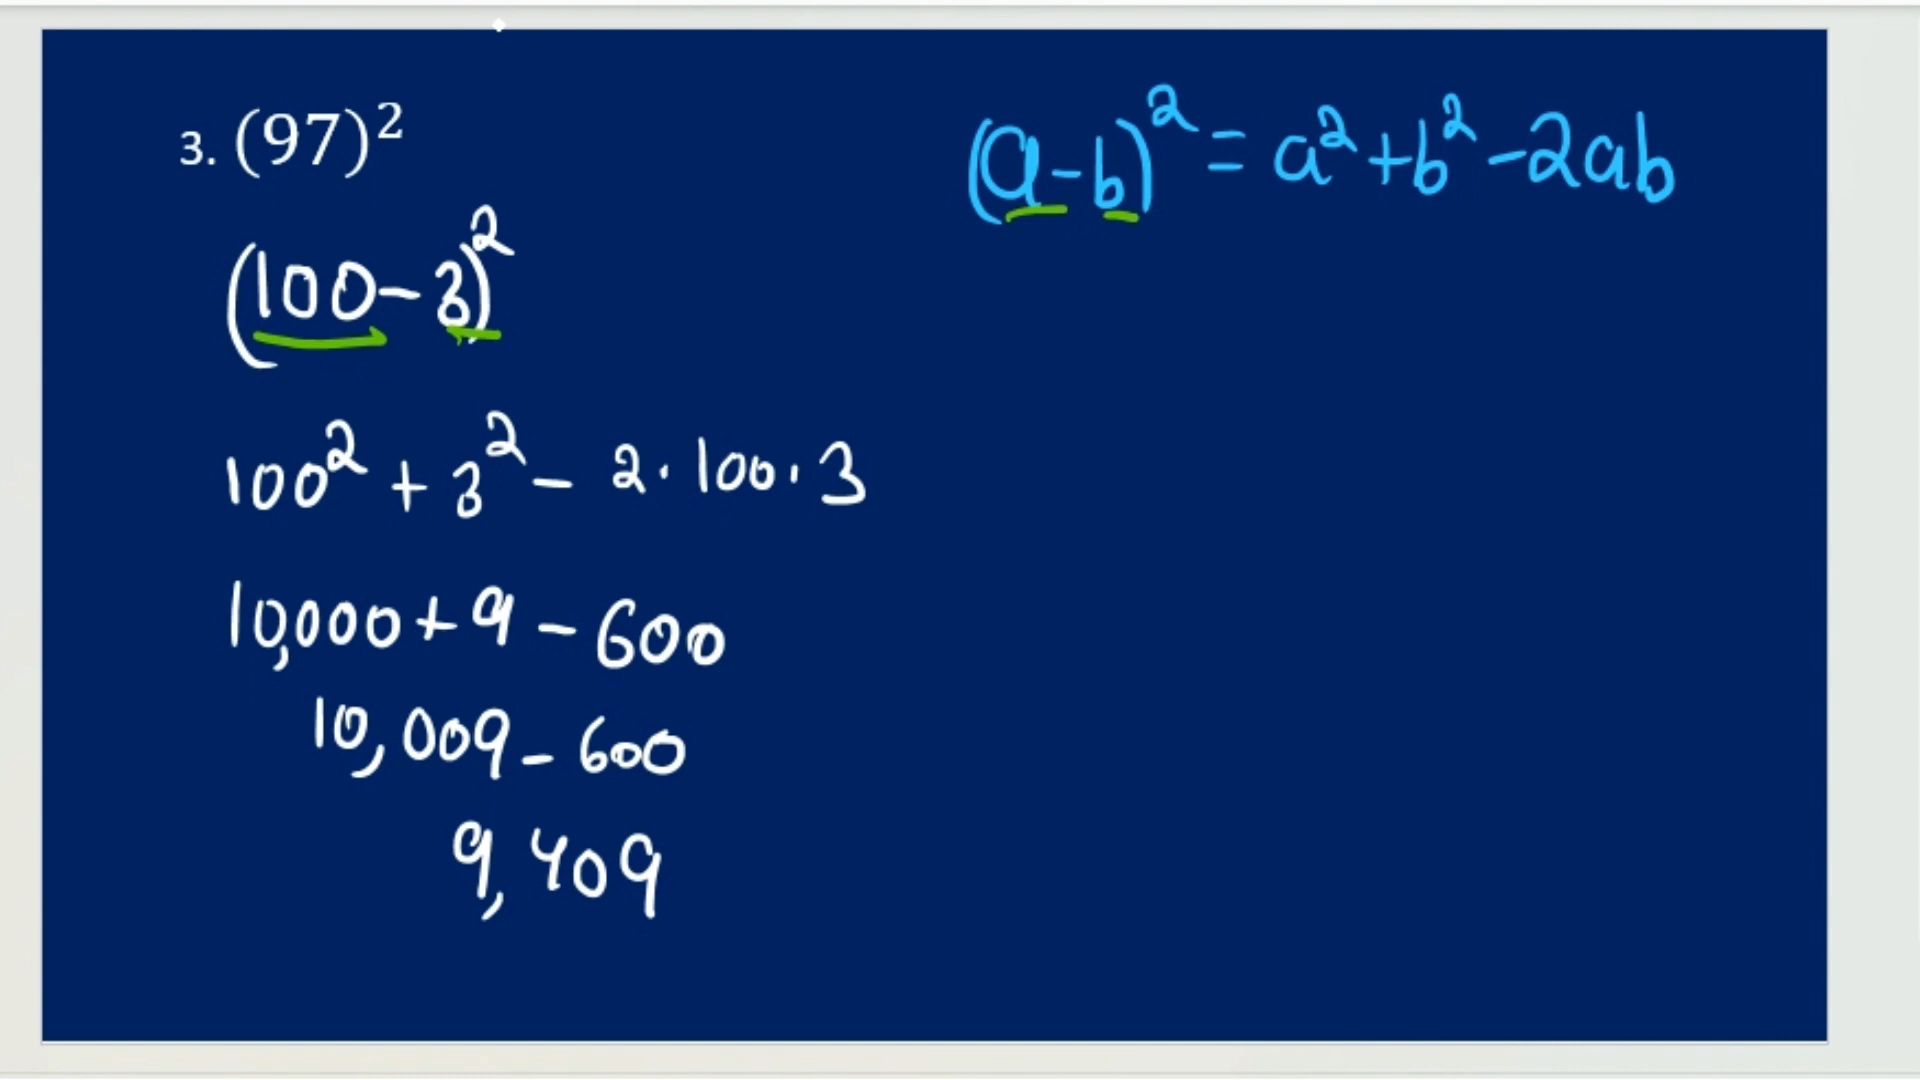 3. (97)²
(a-b)² = a²+b²-2ab
(100-3)²
100² + 3² - 2·100·3
10,000+9-600
10,009-600
9,409